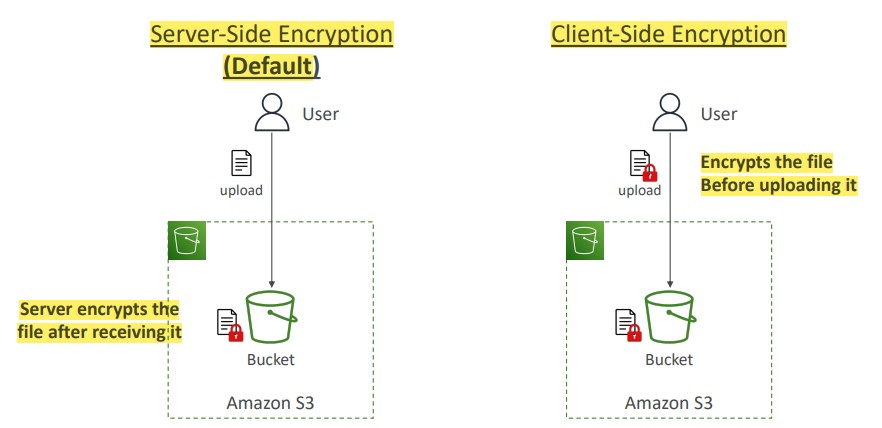 Server-Side Encryption
(Default)
User
upload
Server encrypts the
file after receiving it
Bucket
Amazon S3
Client-Side Encryption
User
upload
Encrypts the file
Before uploading it
Bucket
Amazon S3